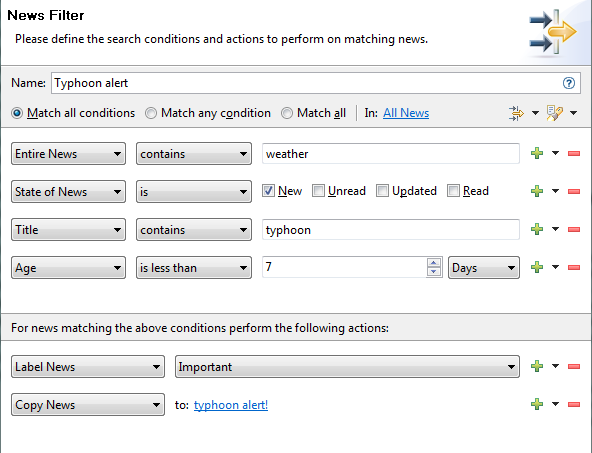 News Filter
Please define the search conditions and actions to perform on matching news.
Name: Typhoon alert
Match all conditions Match any condition Match all In: All News
Entire News contains weather
State of News is New Unread Updated Read
Title contains typhoon
Age is less than 7 Days
For news matching the above conditions perform the following actions:
Label News Important
Copy News to: typhoon alert!